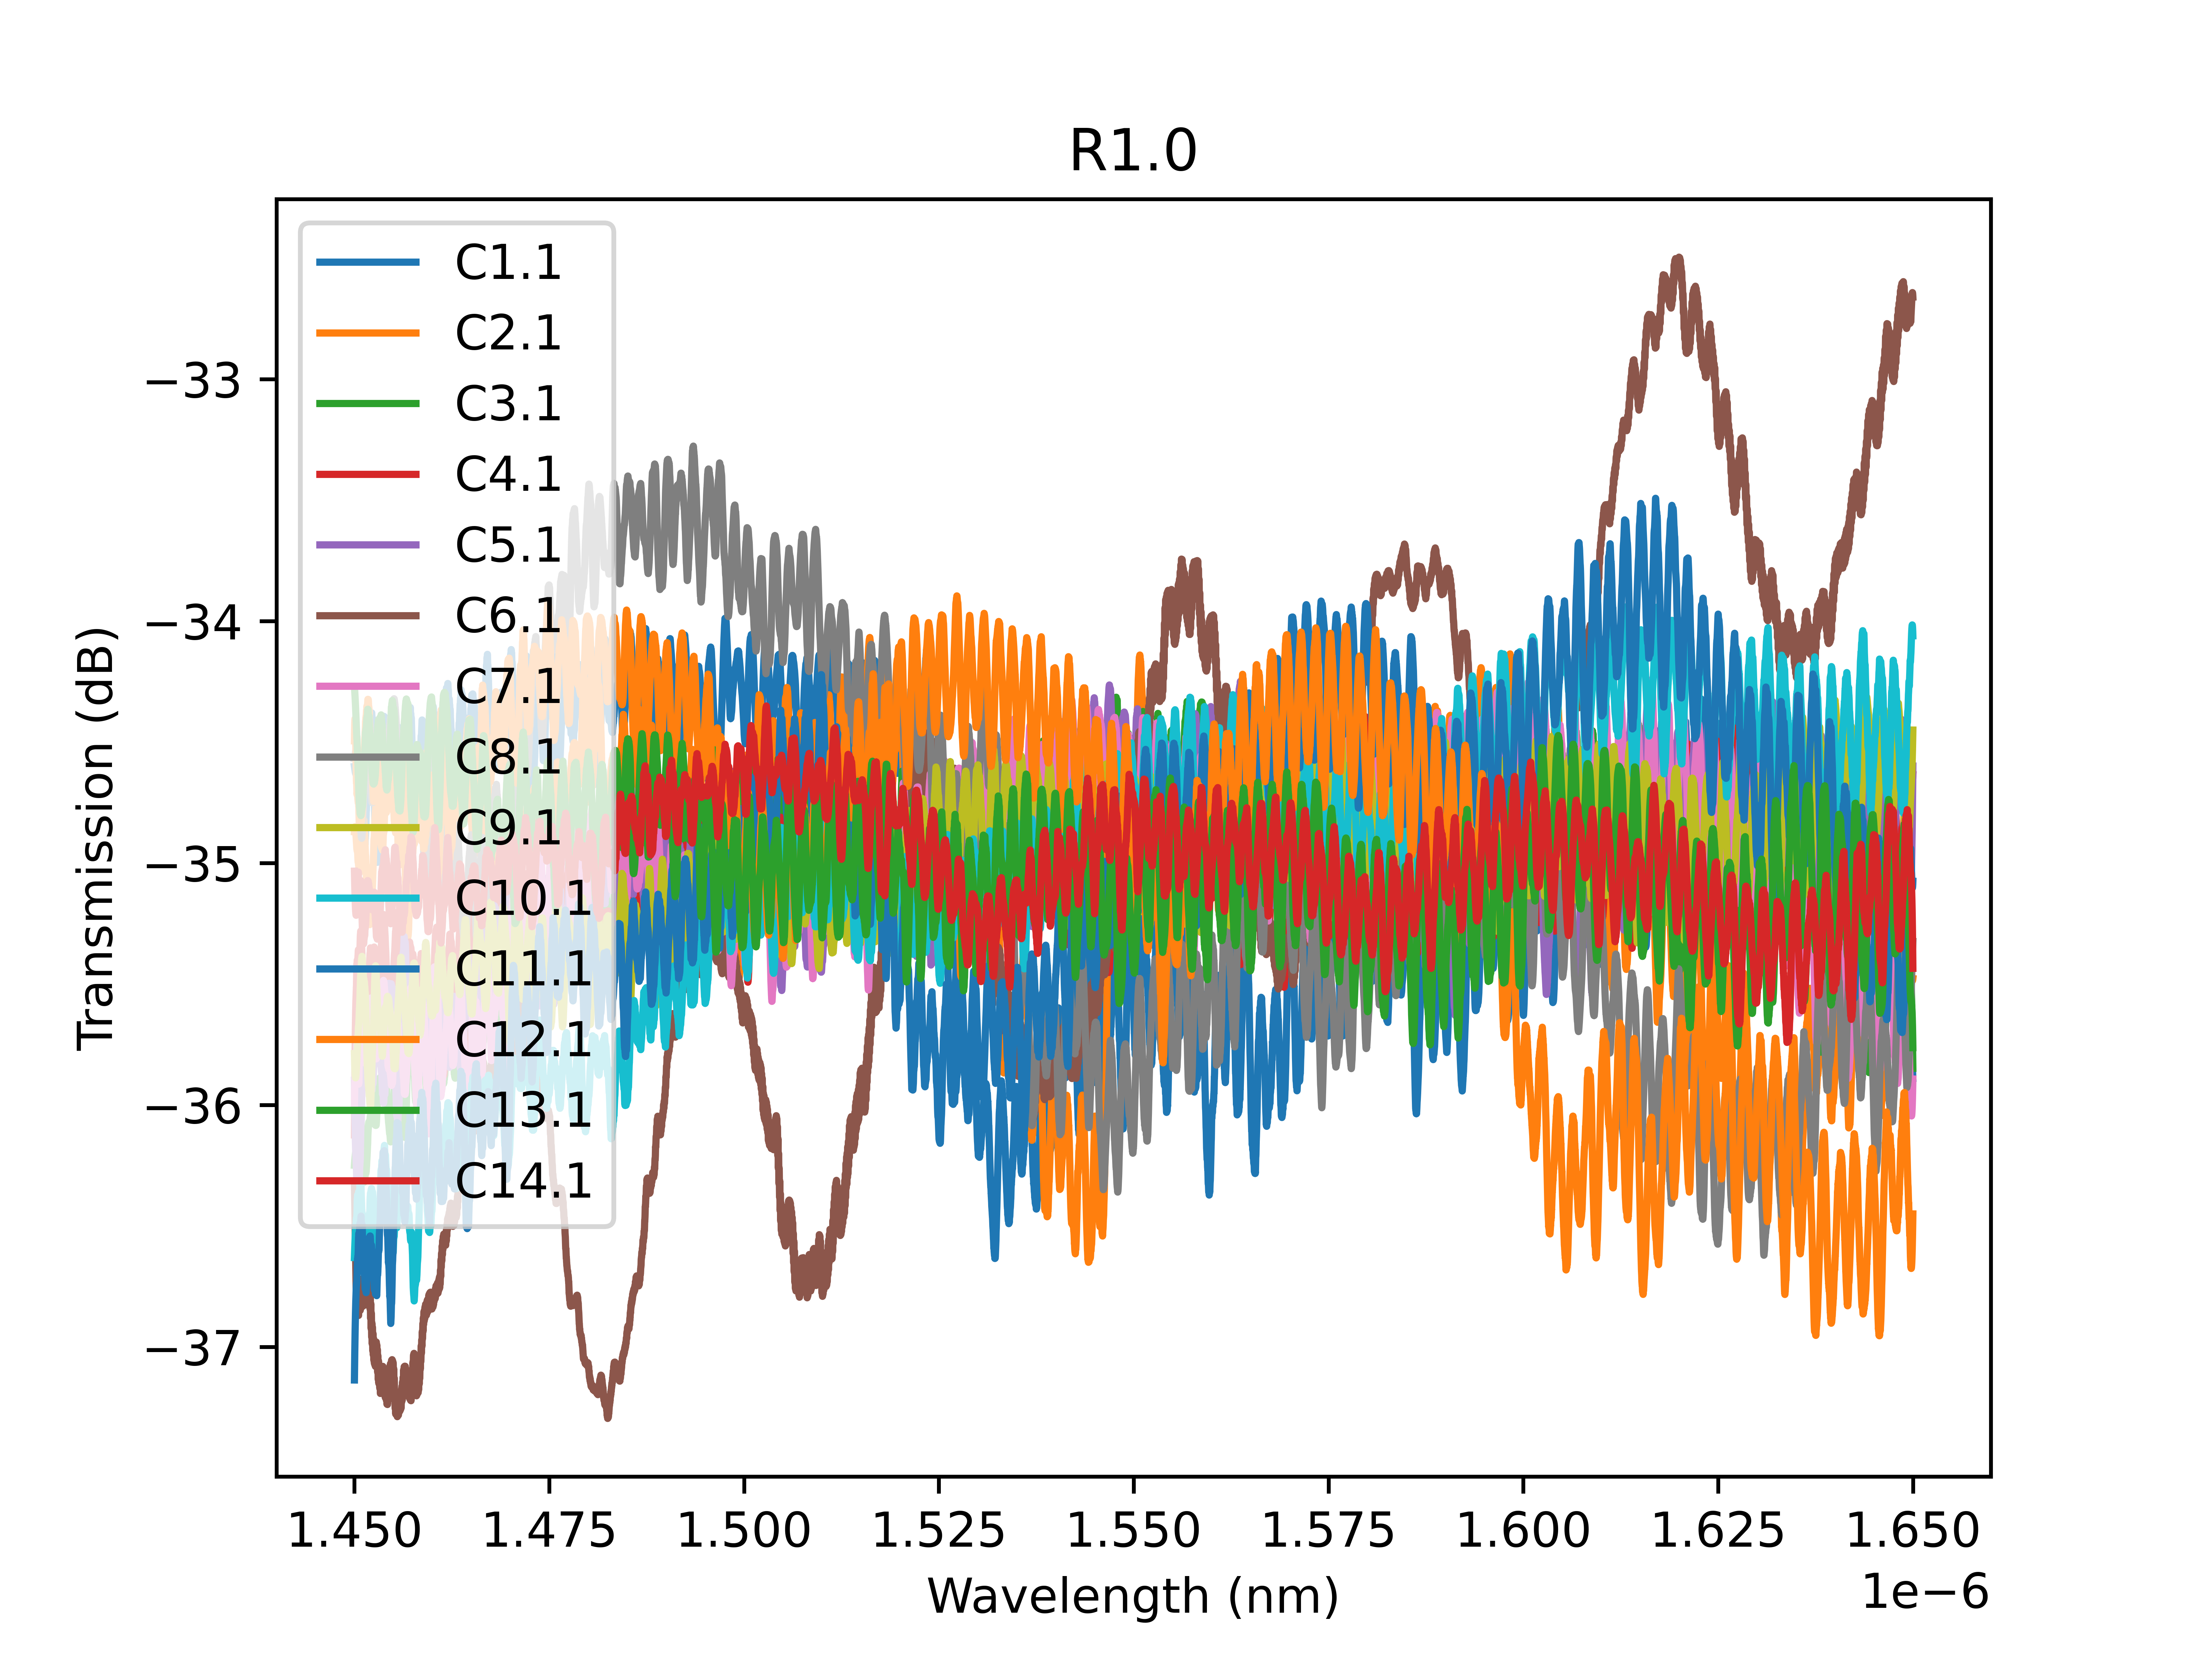 R1.0
C1.1
C2.1
C3.1
C4.1
C5.1
C6.1
C7.1
C8.1
C9.1
C10.1
C11.1
C12.1
C13.1
C14.1
Transmission (dB)
−33
−34
−35
−36
−37
1.450 1.475 1.500 1.525 1.550 1.575 1.600 1.625 1.650
Wavelength (nm)
1e−6